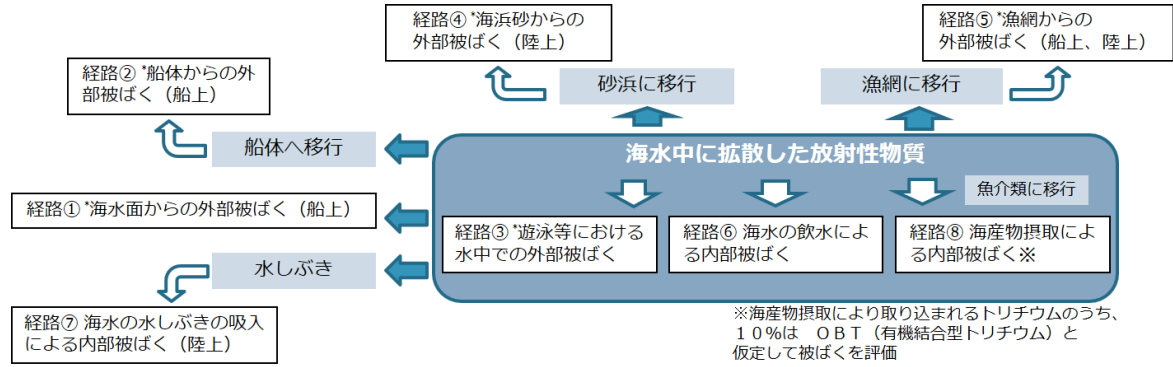 経路④ *海浜砂からの
外部被ばく（陸上）
経路⑤ *漁網からの
外部被ばく（船上、陸上）
経路② *船体からの外
部被ばく（船上）
砂浜に移行
漁網に移行
船体へ移行
海水中に拡散した放射性物質
魚介類に移行
経路① *海水面からの外部被ばく（船上）
経路③ *遊泳等における
水中での外部被ばく
経路⑥ 海水の飲水によ
る内部被ばく
経路⑧ 海産物摂取によ
る内部被ばく※
水しぶき
経路⑦ 海水の水しぶきの吸入
による内部被ばく（陸上）
※海産物摂取により取り込まれるトリチウムのうち、
１０％は　ＯＢＴ（有機結合型トリチウム）と
仮定して被ばくを評価